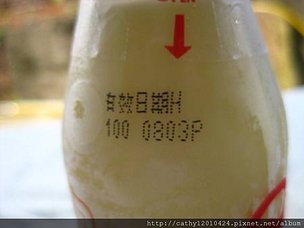 有效日期H
100 0803P
http://cathy12010424.pixnet.net/album